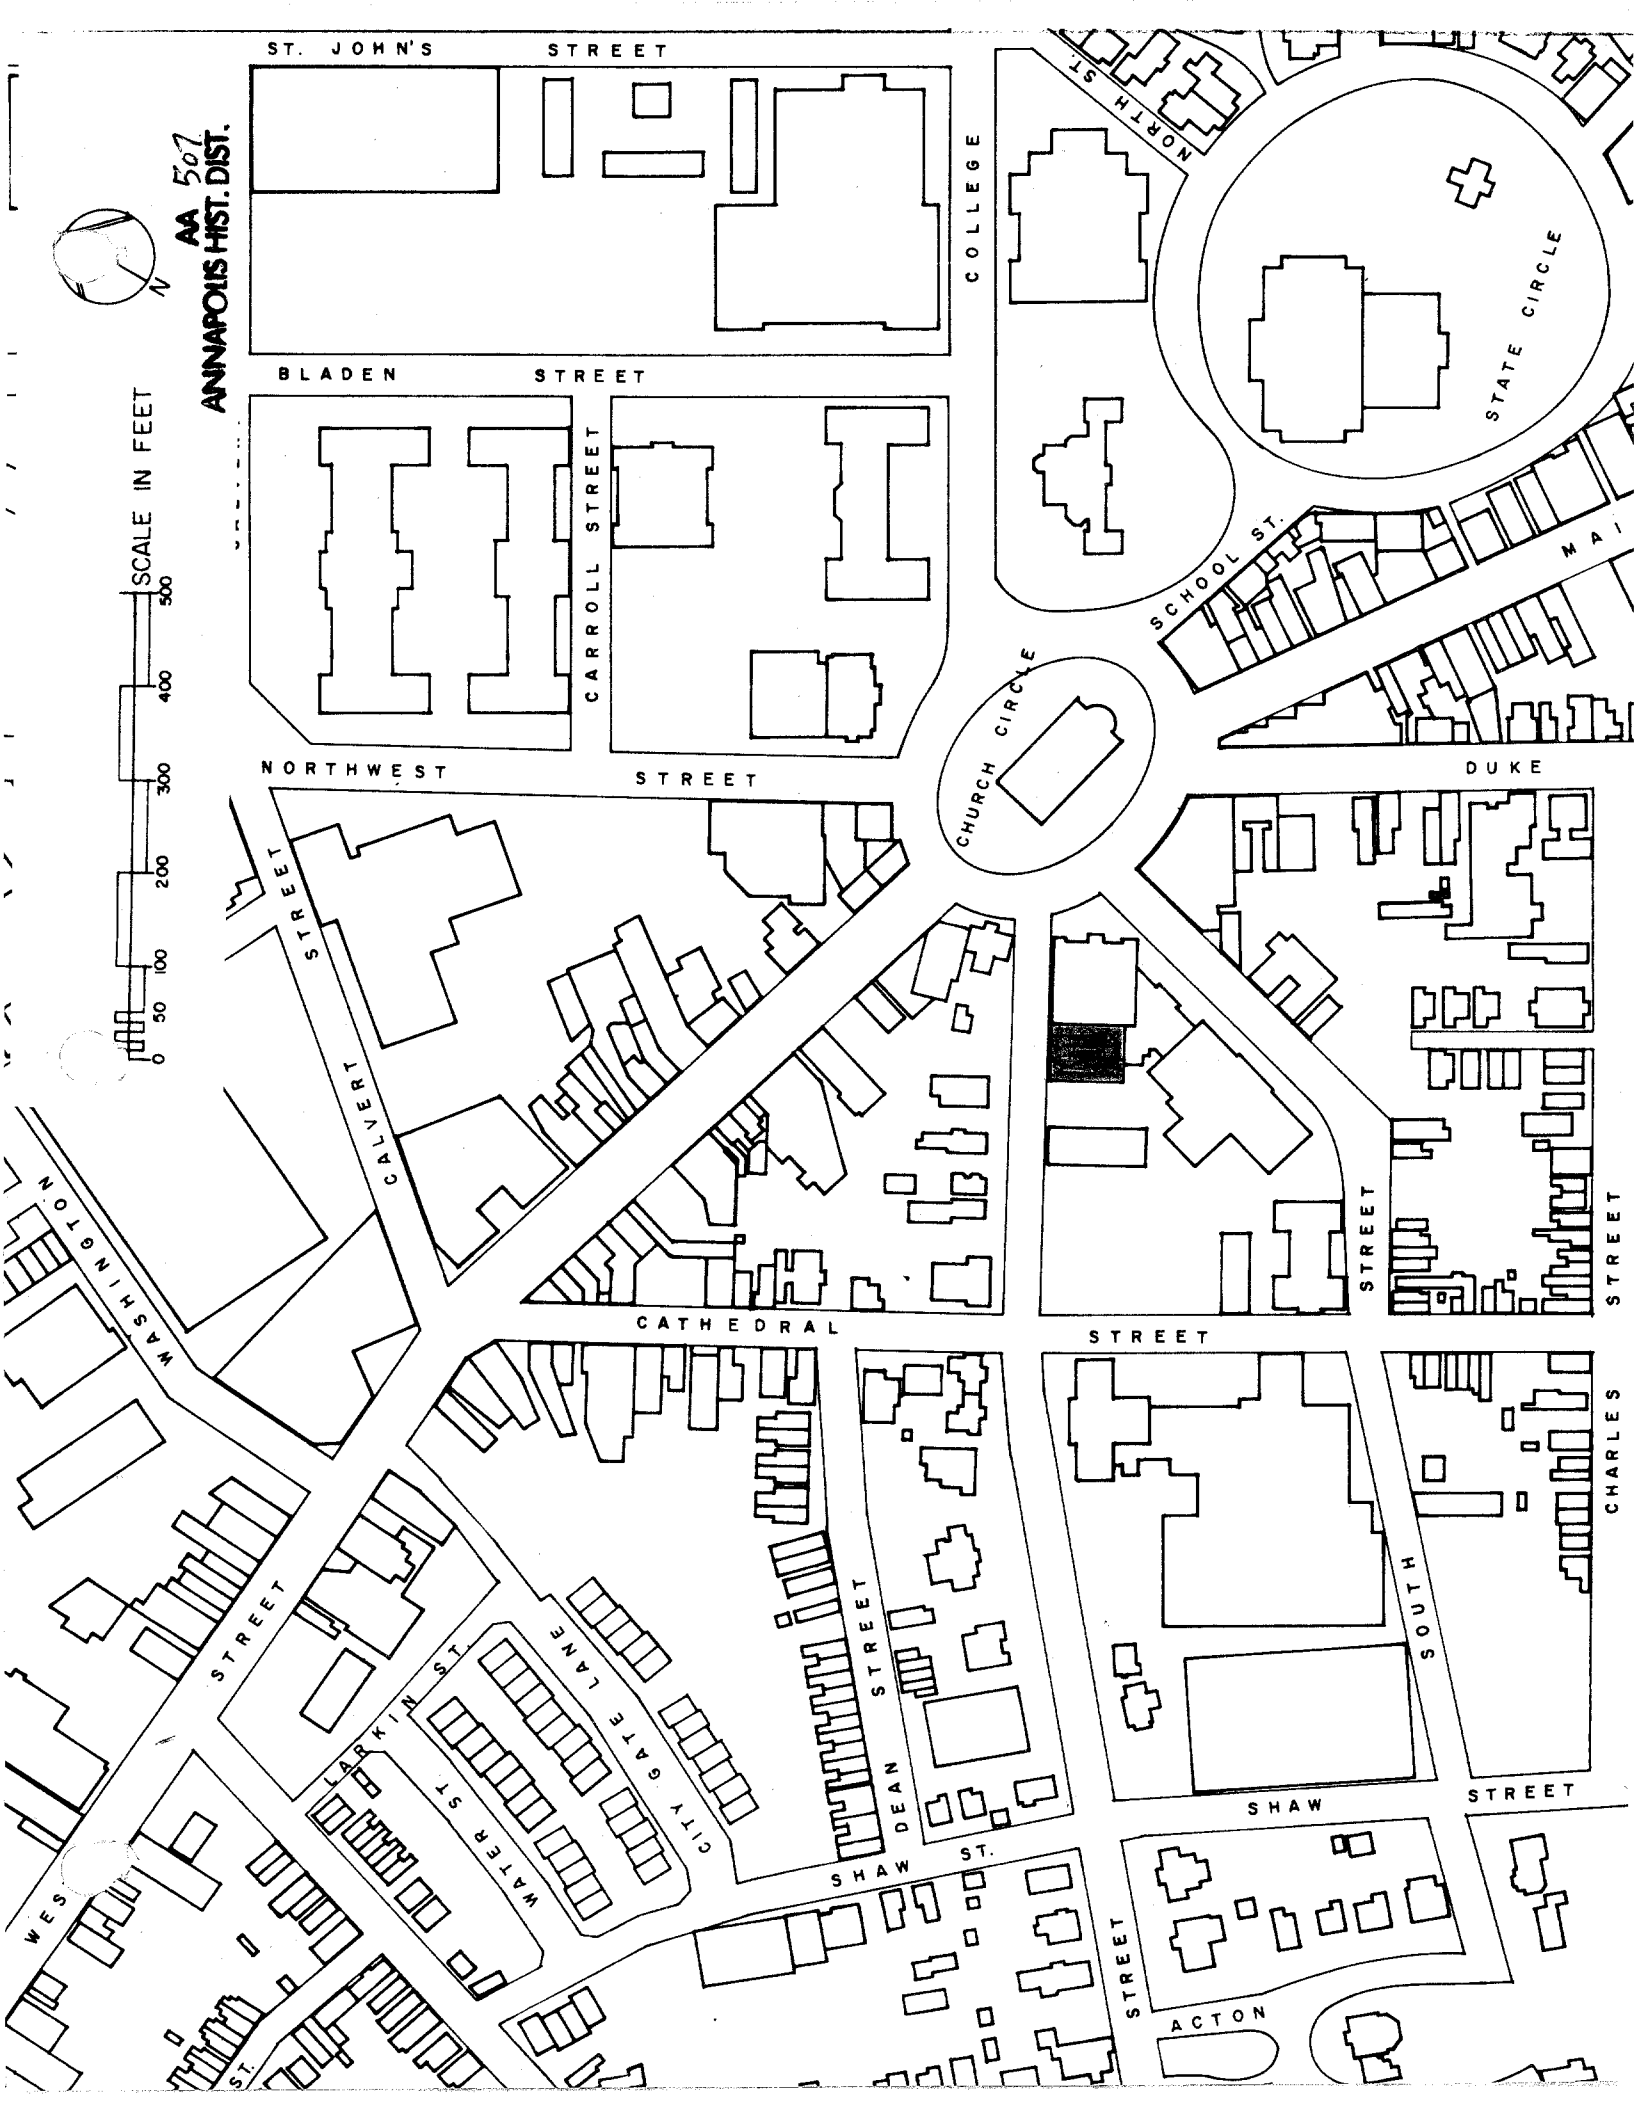 ST. JOHN'S STREET
NORTH ST.
AA 507
ANNAPOLIS HIST. DIST.
N
COLLEGE
STATE CIRCLE
BLADEN STREET
SCALE IN FEET
500
400
300
200
100
50
0
CARROLL STREET
SCHOOL ST.
MAI
CHURCH CIRCLE
NORTHWEST STREET
DUKE
STREET
CALVERT
WASHINGTON
STREET
STREET
CATHEDRAL STREET
CHARLES
SOUTH
STREET
STREET
LARKIN ST.
CITY GATE LANE
WATER ST
DEAN
SHAW STREET
SHAW ST.
WES
STREET
ACTON
ST.